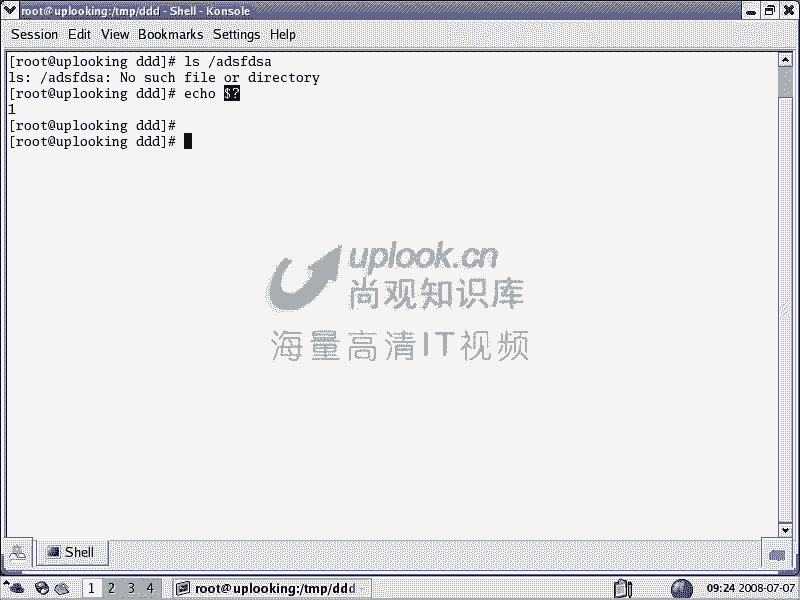 root@uplooking:/tmp/ddd - Shell - Konsole
Session Edit View Bookmarks Settings Help
[root@uplooking ddd]# ls /adsfdsa
ls: /adsfdsa: No such file or directory
[root@uplooking ddd]# echo $?
1
[root@uplooking ddd]#
[root@uplooking ddd]#
uplook.cn
尚观知识库
海量高清IT视频
Shell
1 2 3 4 root@uplooking:/tmp/ddd 09:24 2008-07-07